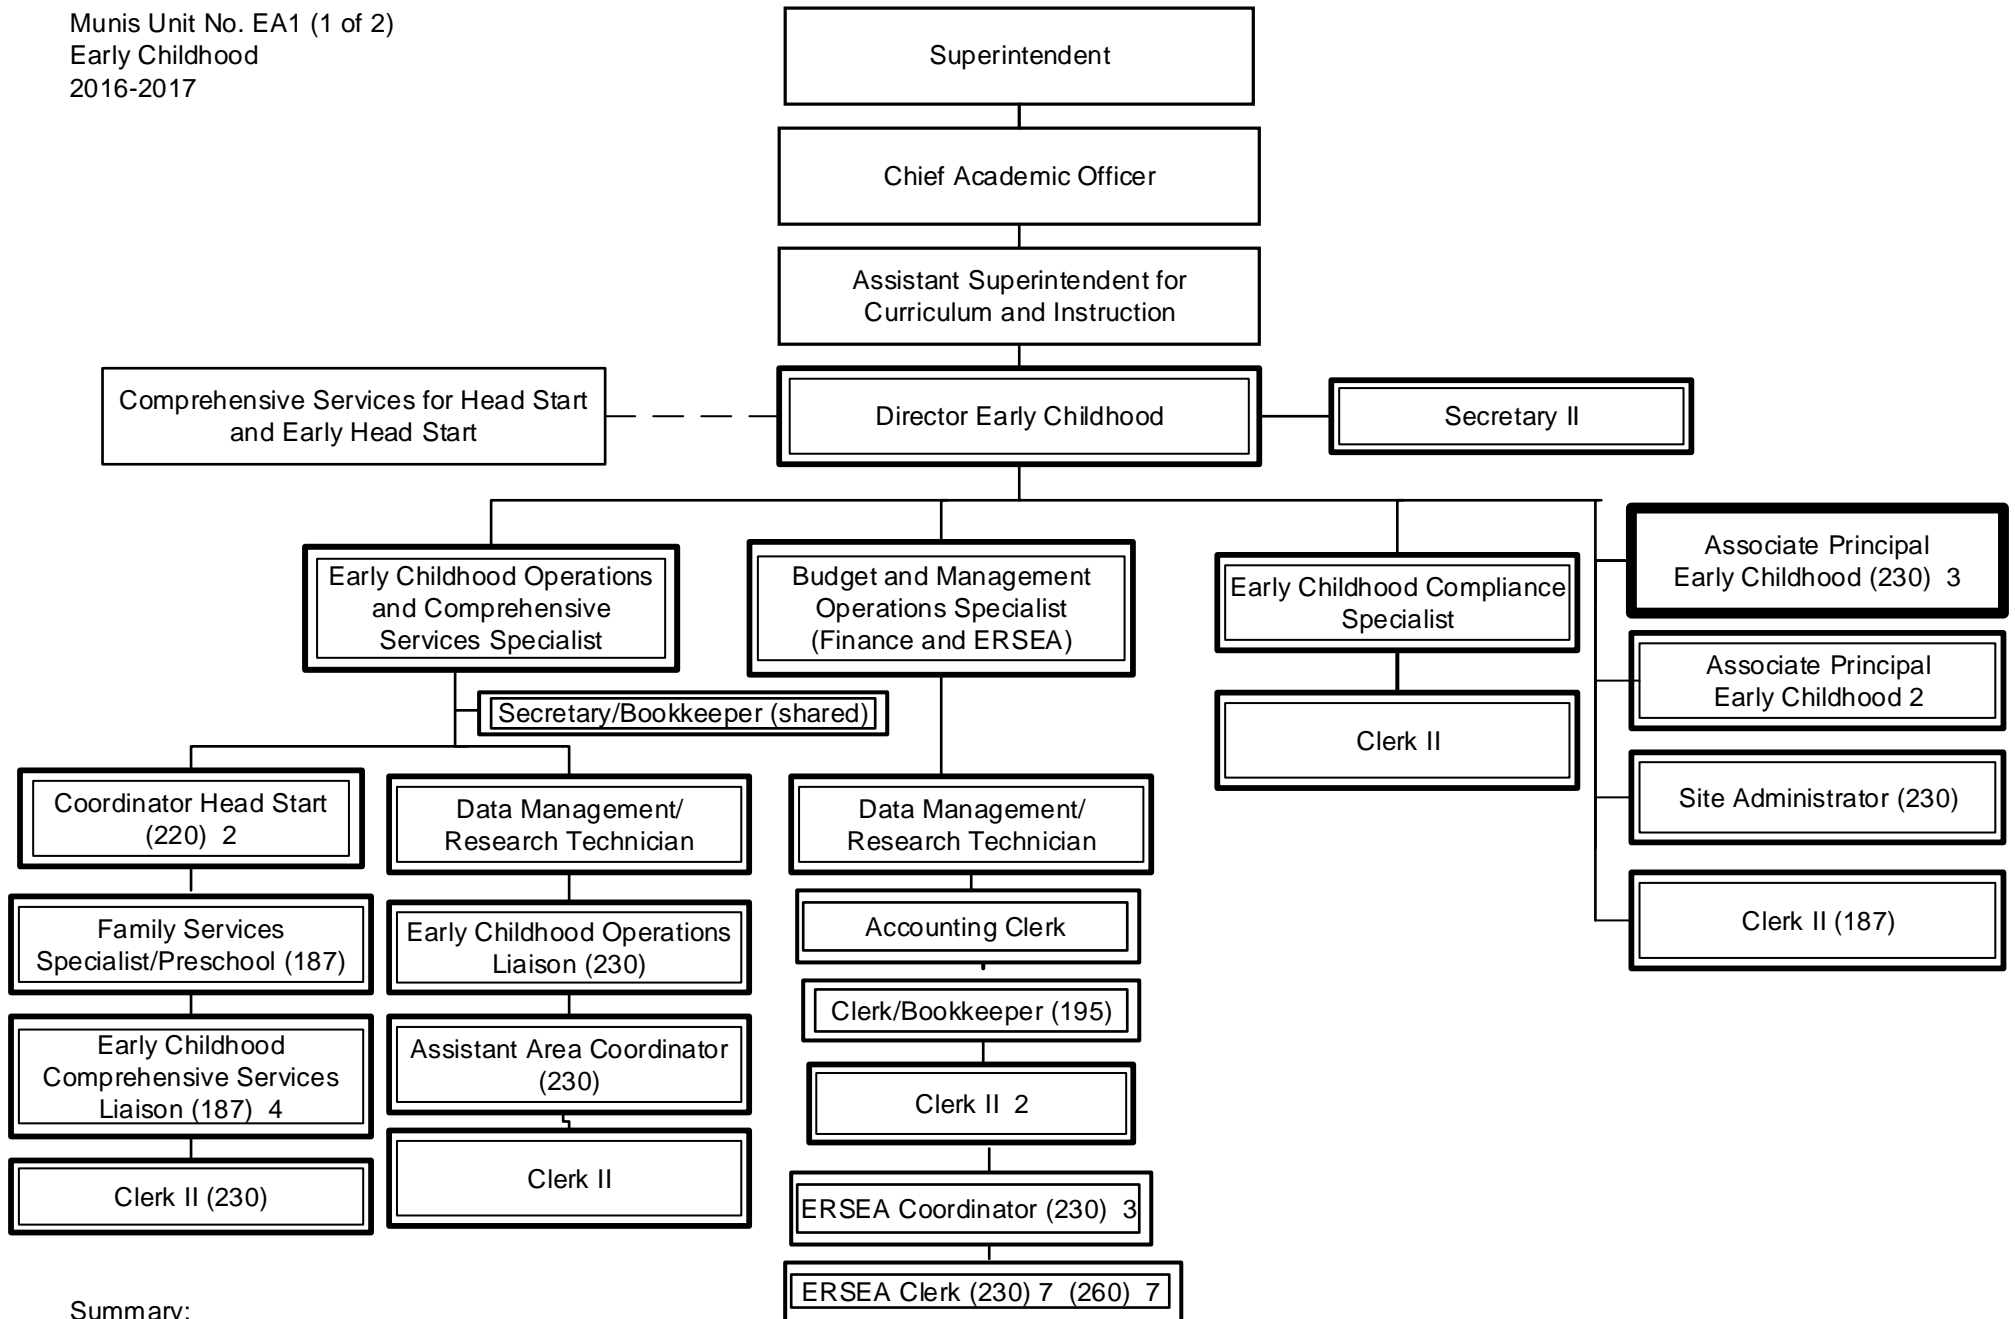 Munis Unit No. EA1 (1 of 2)
Early Childhood
2016-2017
Superintendent
Chief Academic Officer
Assistant Superintendent for
Curriculum and Instruction
Comprehensive Services for Head Start
and Early Head Start
Director Early Childhood
Secretary II
Early Childhood Operations
and Comprehensive
Services Specialist
Budget and Management
Operations Specialist
(Finance and ERSEA)
Early Childhood Compliance
Specialist
Associate Principal
Early Childhood (230)  3
Associate Principal
Early Childhood 2
Site Administrator (230)
Clerk II (187)
Secretary/Bookkeeper (shared)
Clerk II
Coordinator Head Start
(220)  2
Family Services
Specialist/Preschool (187)
Early Childhood
Comprehensive Services
Liaison (187)  4
Clerk II (230)
Data Management/
Research Technician
Early Childhood Operations
Liaison (230)
Assistant Area Coordinator
(230)
Clerk II
Data Management/
Research Technician
Accounting Clerk
Clerk/Bookkeeper (195)
Clerk II  2
ERSEA Coordinator (230)  3
ERSEA Clerk (230) 7  (260)  7
Summary: